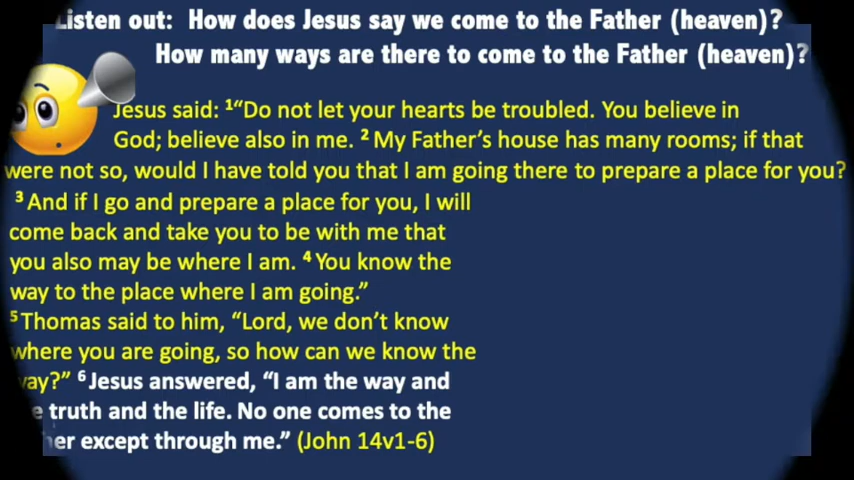 Listen out: How does Jesus say we come to the Father (heaven)?
How many ways are there to come to the Father (heaven)?
Jesus said: ¹“Do not let your hearts be troubled. You believe in
God; believe also in me. ² My Father’s house has many rooms; if that
were not so, would I have told you that I am going there to prepare a place for you?
³ And if I go and prepare a place for you, I will
come back and take you to be with me that
you also may be where I am. ⁴ You know the
way to the place where I am going.”
⁵ Thomas said to him, “Lord, we don’t know
where you are going, so how can we know the
way?” ⁶ Jesus answered, “I am the way and
truth and the life. No one comes to the
except through me.” (John 14v1-6)